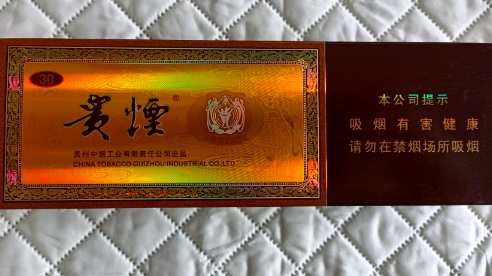 30
贵煙®
贵州中烟工业有限责任公司出品
CHINA TOBACCO GUIZHOU INDUSTRIAL CO., LTD
本公司提示
吸烟有害健康
请勿在禁烟场所吸烟